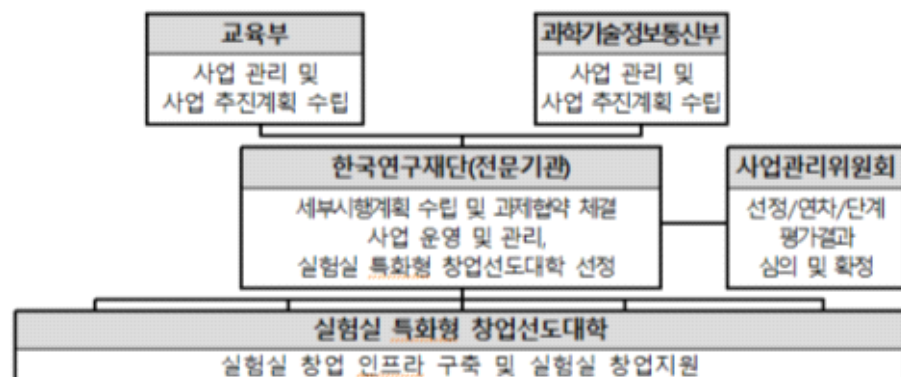 교육부
사업 관리 및
사업 추진계획 수립
과학기술정보통신부
사업 관리 및
사업 추진계획 수립
한국연구재단(전문기관)
세부시행계획 수립 및 과제협약 체결
사업 운영 및 관리,
실험실 특화형 창업선도대학 선정
사업관리위원회
선정/연차/단계
평가결과
심의 및 확정
실험실 특화형 창업선도대학
실험실 창업 인프라 구축 및 실험실 창업지원